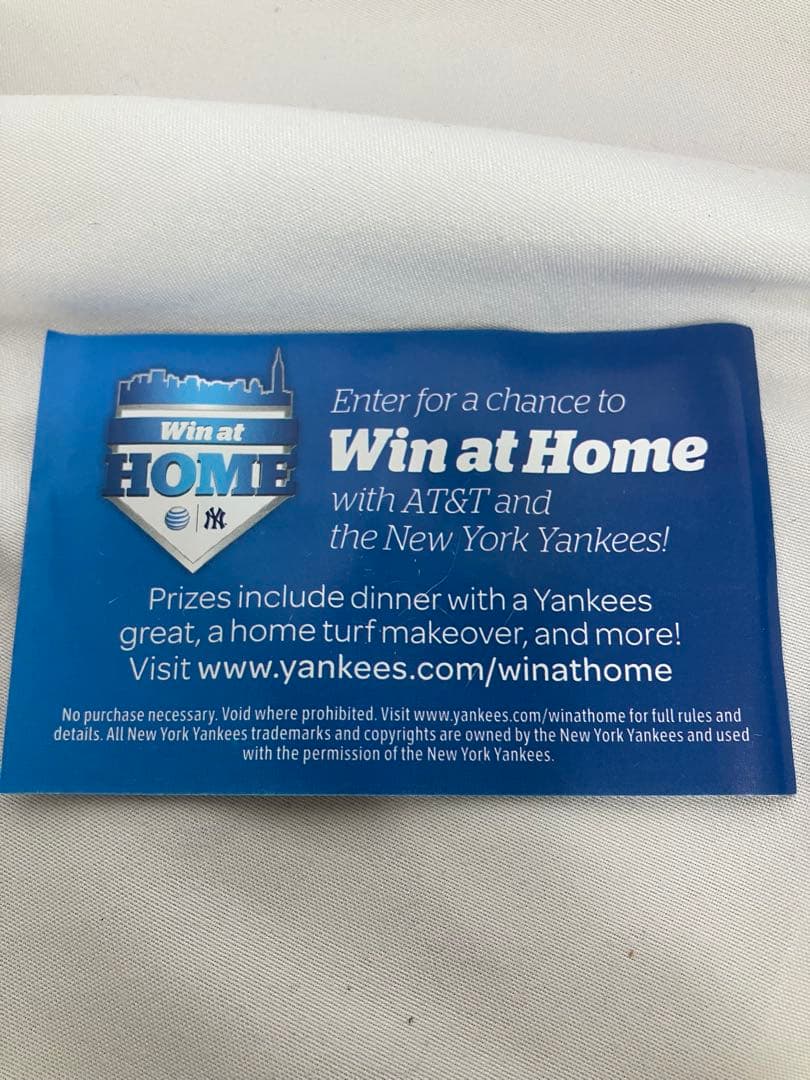 Win at
HOME
NY
Enter for a chance to
Win at Home
with AT&T and
the New York Yankees!
Prizes include dinner with a Yankees
great, a home turf makeover, and more!
Visit www.yankees.com/winathome
No purchase necessary. Void where prohibited. Visit www.yankees.com/winathome for full rules and
details. All New York Yankees trademarks and copyrights are owned by the New York Yankees and used
with the permission of the New York Yankees.